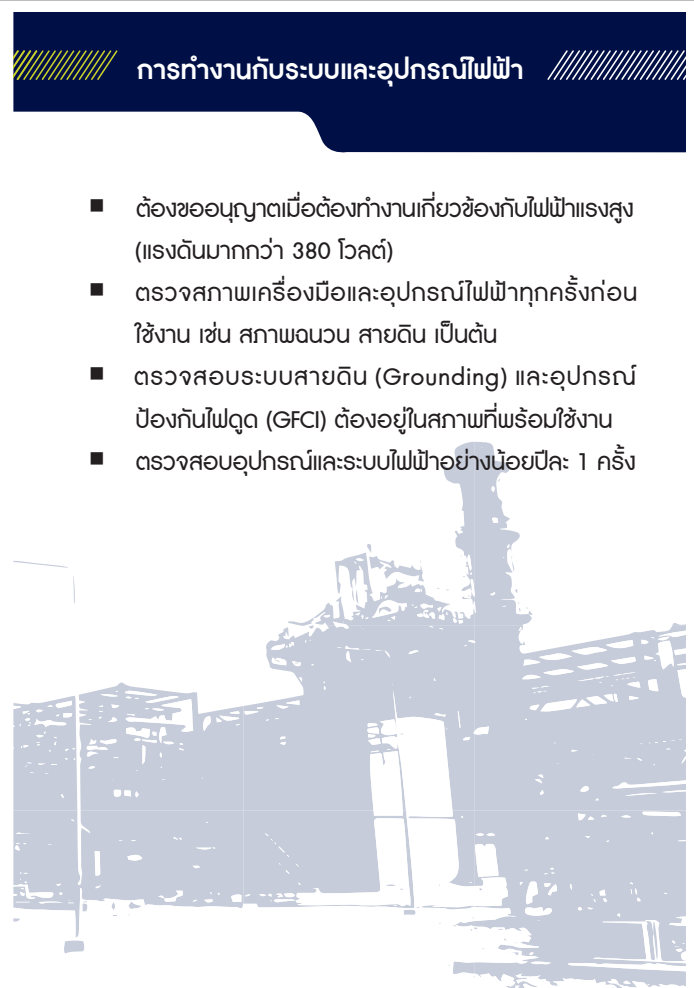 การทำงานกับระบบและอุปกรณ์ไฟฟ้า
■ ต้องขออนุญาตเมื่อต้องทำงานเกี่ยวข้องกับไฟฟ้าแรงสูง
(แรงดันมากกว่า 380 โวลต์)
■ ตรวจสภาพเครื่องมือและอุปกรณ์ไฟฟ้าทุกครั้งก่อน
ใช้งาน เช่น สภาพฉนวน สายดิน เป็นต้น
■ ตรวจสอบระบบสายดิน (Grounding) และอุปกรณ์
ป้องกันไฟดูด (GFCI) ต้องอยู่ในสภาพที่พร้อมใช้งาน
■ ตรวจสอบอุปกรณ์และระบบไฟฟ้าอย่างน้อยปีละ 1 ครั้ง